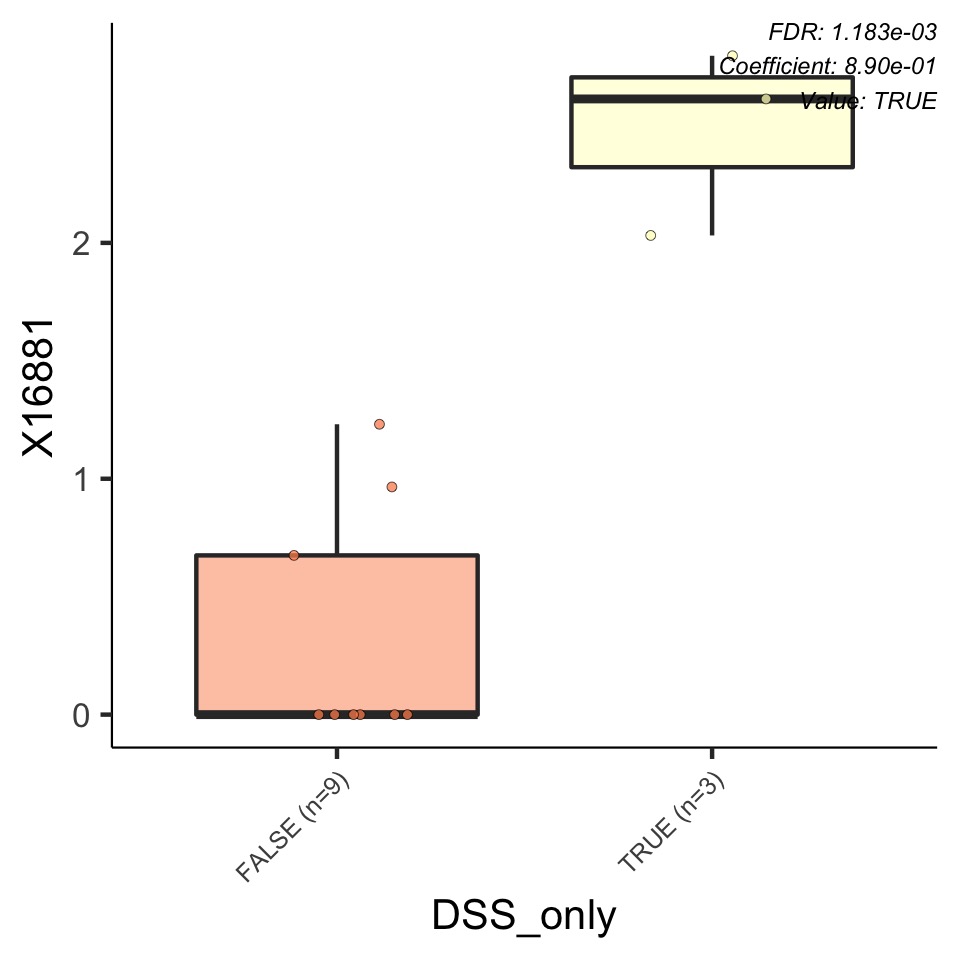 FDR: 1.183e-03
Coefficient: 8.90e-01
Value: TRUE
X16881
2
1
0
FALSE (n=9)
TRUE (n=3)
DSS_only